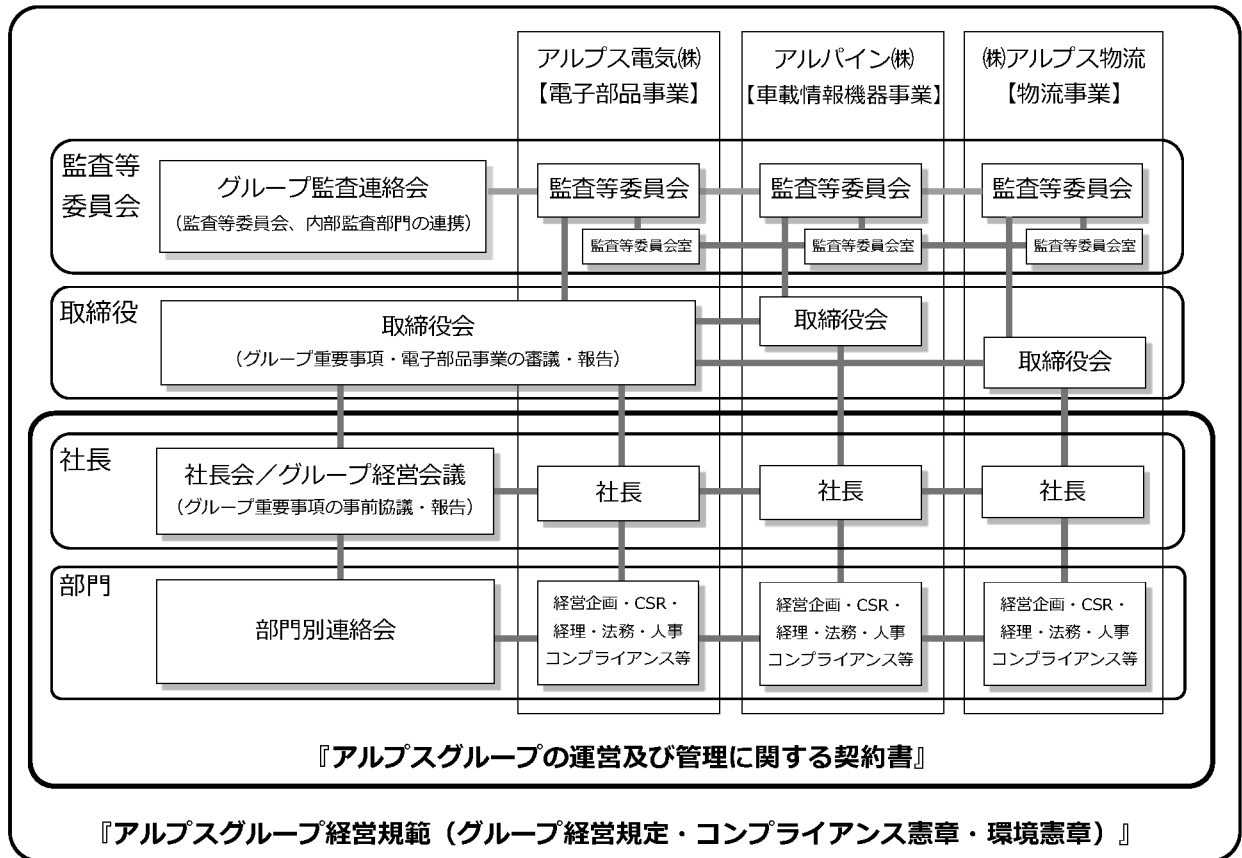 アルプス電気㈱
【電子部品事業】
アルパイン㈱
【車載情報機器事業】
㈱アルプス物流
【物流事業】
監査等
委員会
グループ監査連絡会
（監査等委員会、内部監査部門の連携）
監査等委員会
監査等委員会
監査等委員会
監査等委員会室
監査等委員会室
監査等委員会室
取締役
取締役会
（グループ重要事項・電子部品事業の審議・報告）
取締役会
取締役会
社長
社長会／グループ経営会議
（グループ重要事項の事前協議・報告）
社長
社長
社長
部門
部門別連絡会
経営企画・CSR・
経理・法務・人事
コンプライアンス等
経営企画・CSR・
経理・法務・人事
コンプライアンス等
経営企画・CSR・
経理・法務・人事
コンプライアンス等
『アルプスグループの運営及び管理に関する契約書』
『アルプスグループ経営規範（グループ経営規定・コンプライアンス憲章・環境憲章）』